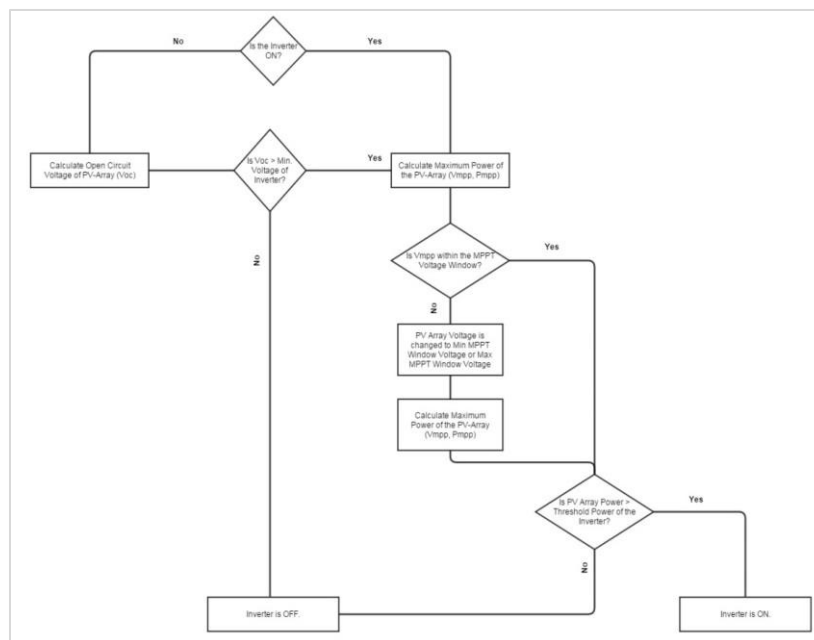 Is the Inverter
ON?
No
Yes
Calculate Open Circuit
Voltage of PV-Array (Voc)
Is Voc > Min.
Voltage of
Inverter?
Yes
Calculate Maximum Power of
the PV-Array (Vmpp, Pmpp)
No
Is Vmpp within the MPPT
Voltage Window?
Yes
No
PV Array Voltage is
changed to Min MPPT
Window Voltage or Max
MPPT Window Voltage
Calculate Maximum
Power of the PV-Array
(Vmpp, Pmpp)
Is PV Array Power >
Threshold Power of the
Inverter?
Yes
No
Inverter is OFF.
Inverter is ON.